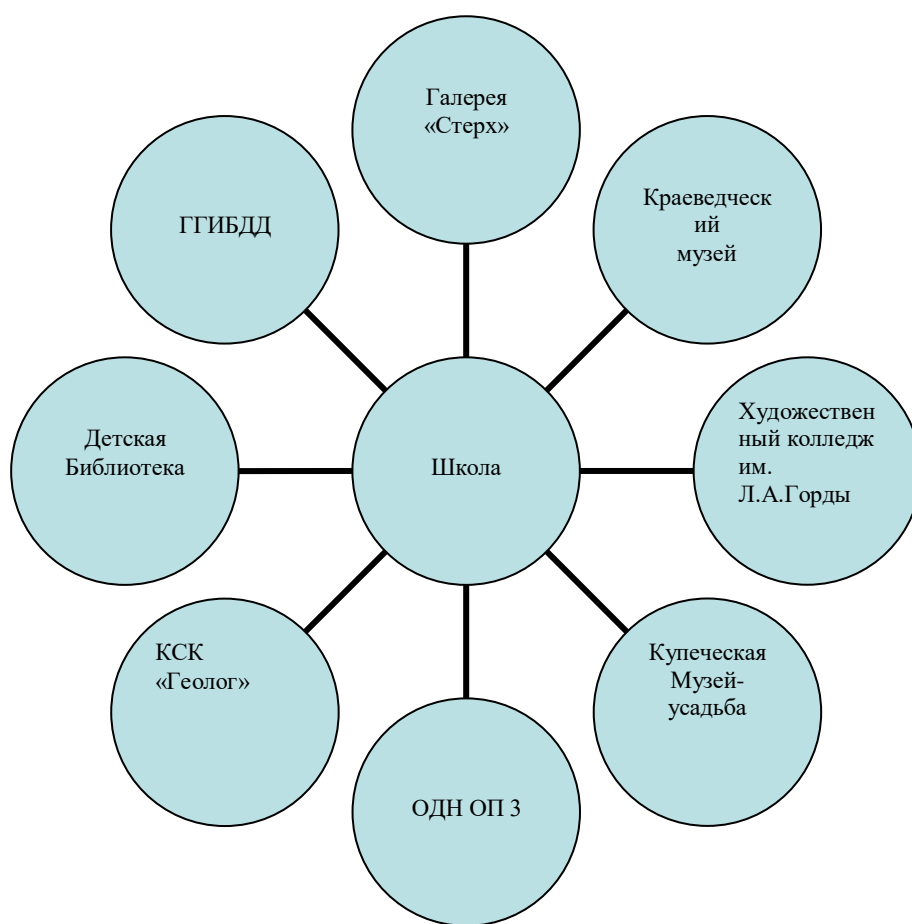 Галерея
«Стерх»
ГГИБДД
Краеведческ
ий
музей
Детская
Библиотека
Школа
Художествен
ный колледж
им.
Л.А.Горды
КСК
«Геолог»
Купеческая
Музей-
усадьба
ОДН ОП 3